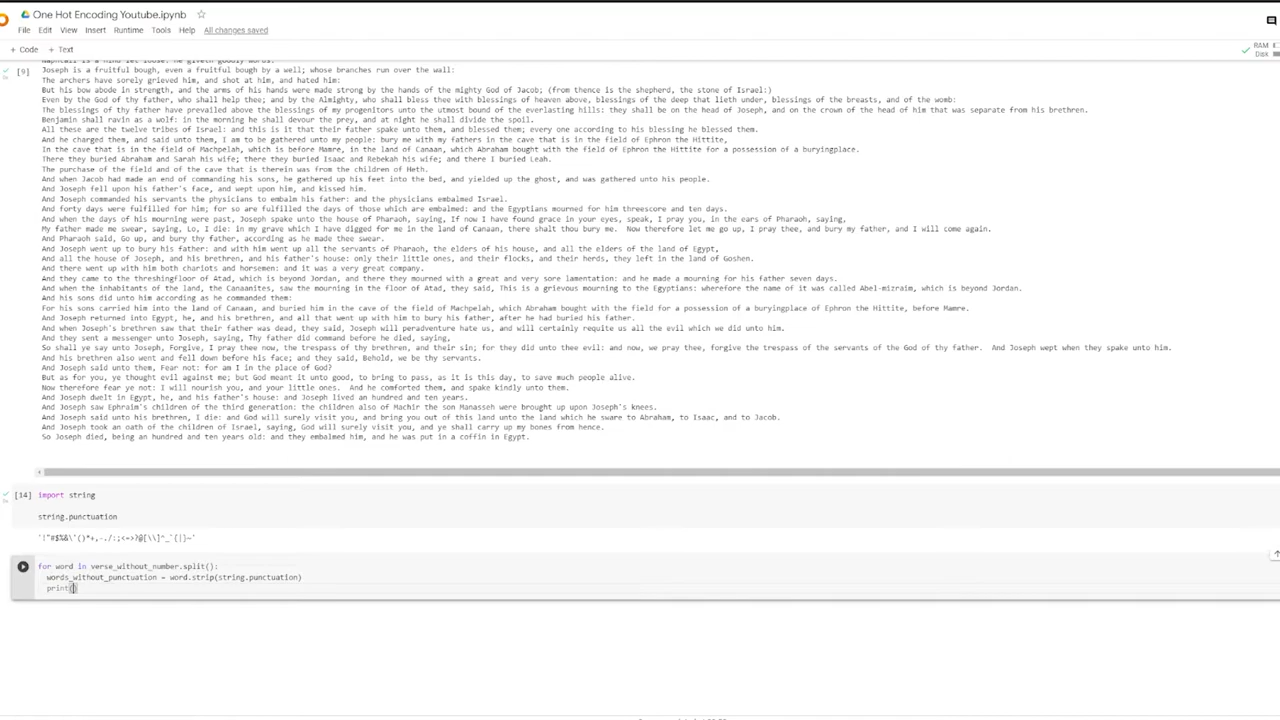 One Hot Encoding Youtube.ipynb
File Edit View Insert Runtime Tools Help All changes saved
+ Code + Text
RAM
Disk
[9]
Joseph is a fruitful bough, even a fruitful bough by a well; whose branches run over the wall:
The archers have sorely grieved him, and shot at him, and hated him:
But his bow abode in strength, and the arms of his hands were made strong by the hands of the mighty God of Jacob; (from thence is the shepherd, the stone of Israel:)
Even by the God of thy father, who shall help thee; and by the Almighty, who shall bless thee with blessings of heaven above, blessings of the deep that lieth under, blessings of the breasts, and of the womb:
The blessings of thy father have prevailed above the blessings of my progenitors unto the utmost bound of the everlasting hills: they shall be on the head of Joseph, and on the crown of the head of him that was separate from his brethren.
Benjamin shall ravin as a wolf: in the morning he shall devour the prey, and at night he shall divide the spoil.
All these are the twelve tribes of Israel: and this is it that their father spake unto them, and blessed them; every one according to his blessing he blessed them.
And he charged them, and said unto them, I am to be gathered unto my people: bury me with my fathers in the cave that is in the field of Ephron the Hittite,
In the cave that is in the field of Machpelah, which is before Mamre, in the land of Canaan, which Abraham bought with the field of Ephron the Hittite for a possession of a buryingplace.
There they buried Abraham and Sarah his wife; there they buried Isaac and Rebekah his wife; and there I buried Leah.
The purchase of the field and of the cave that is therein was from the children of Heth.
And when Jacob had made an end of commanding his sons, he gathered up his feet into the bed, and yielded up the ghost, and was gathered unto his people.
And Joseph fell upon his father's face, and wept upon him, and kissed him.
And Joseph commanded his servants the physicians to embalm his father: and the physicians embalmed Israel.
And forty days were fulfilled for him; for so are fulfilled the days of those which are embalmed: and the Egyptians mourned for him threescore and ten days.
And when the days of his mourning were past, Joseph spake unto the house of Pharaoh, saying, If now I have found grace in your eyes, speak, I pray you, in the ears of Pharaoh, saying,
My father made me swear, saying, Lo, I die: in my grave which I have digged for me in the land of Canaan, there shalt thou bury me.  Now therefore let me go up, I pray thee, and bury my father, and I will come again.
And Pharaoh said, Go up, and bury thy father, according as he made thee swear.
And Joseph went up to bury his father: and with him went up all the servants of Pharaoh, the elders of his house, and all the elders of the land of Egypt,
And all the house of Joseph, and his brethren, and his father's house: only their little ones, and their flocks, and their herds, they left in the land of Goshen.
And there went up with him both chariots and horsemen: and it was a very great company.
And they came to the threshingfloor of Atad, which is beyond Jordan, and there they mourned with a great and very sore lamentation: and he made a mourning for his father seven days.
And when the inhabitants of the land, the Canaanites, saw the mourning in the floor of Atad, they said, This is a grievous mourning to the Egyptians: wherefore the name of it was called Abel-mizraim, which is beyond Jordan.
And his sons did unto him according as he commanded them:
For his sons carried him into the land of Canaan, and buried him in the cave of the field of Machpelah, which Abraham bought with the field for a possession of a buryingplace of Ephron the Hittite, before Mamre.
And Joseph returned into Egypt, he, and his brethren, and all that went up with him to bury his father, after he had buried his father.
And when Joseph's brethren saw that their father was dead, they said, Joseph will peradventure hate us, and will certainly requite us all the evil which we did unto him.
And they sent a messenger unto Joseph, saying, Thy father did command before he died, saying,
So shall ye say unto Joseph, Forgive, I pray thee now, the trespass of thy brethren, and their sin; for they did unto thee evil: and now, we pray thee, forgive the trespass of the servants of the God of thy father.  And Joseph wept when they spake unto him.
And his brethren also went and fell down before his face; and they said, Behold, we be thy servants.
And Joseph said unto them, Fear not: for am I in the place of God?
But as for you, ye thought evil against me; but God meant it unto good, to bring to pass, as it is this day, to save much people alive.
Now therefore fear ye not: I will nourish you, and your little ones.  And he comforted them, and spake kindly unto them.
And Joseph dwelt in Egypt, he, and his father's house: and Joseph lived an hundred and ten years.
And Joseph saw Ephraim's children of the third generation: the children also of Machir the son Manasseh were brought up upon Joseph's knees.
And Joseph said unto his brethren, I die: and God will surely visit you, and bring you out of this land unto the land which he sware to Abraham, to Isaac, and to Jacob.
And Joseph took an oath of the children of Israel, saying, God will surely visit you, and ye shall carry up my bones from hence.
So Joseph died, being an hundred and ten years old: and they embalmed him, and he was put in a coffin in Egypt.
[14] import string
string.punctuation
'!"#$%&\'()*+,-./:;<=>?@[\\]^_`{|}~'
for word in verse_without_number.split():
words_without_punctuation = word.strip(string.punctuation)
print()